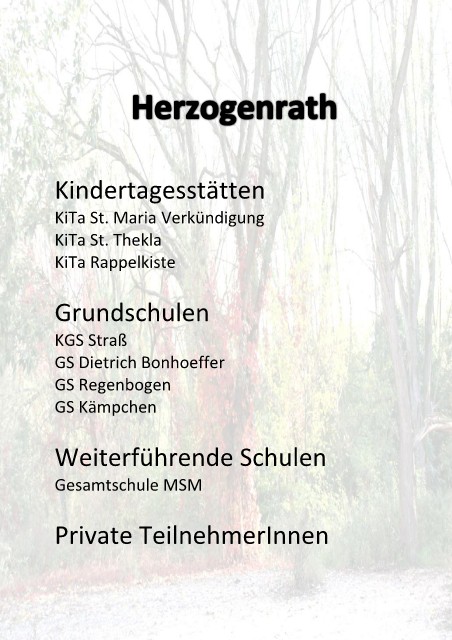 Herzogenrath
Kindertagesstätten
KiTa St. Maria Verkündigung
KiTa St. Thekla
KiTa Rappelkiste
Grundschulen
KGS Straß
GS Dietrich Bonhoeffer
GS Regenbogen
GS Kämpchen
Weiterführende Schulen
Gesamtschule MSM
Private TeilnehmerInnen